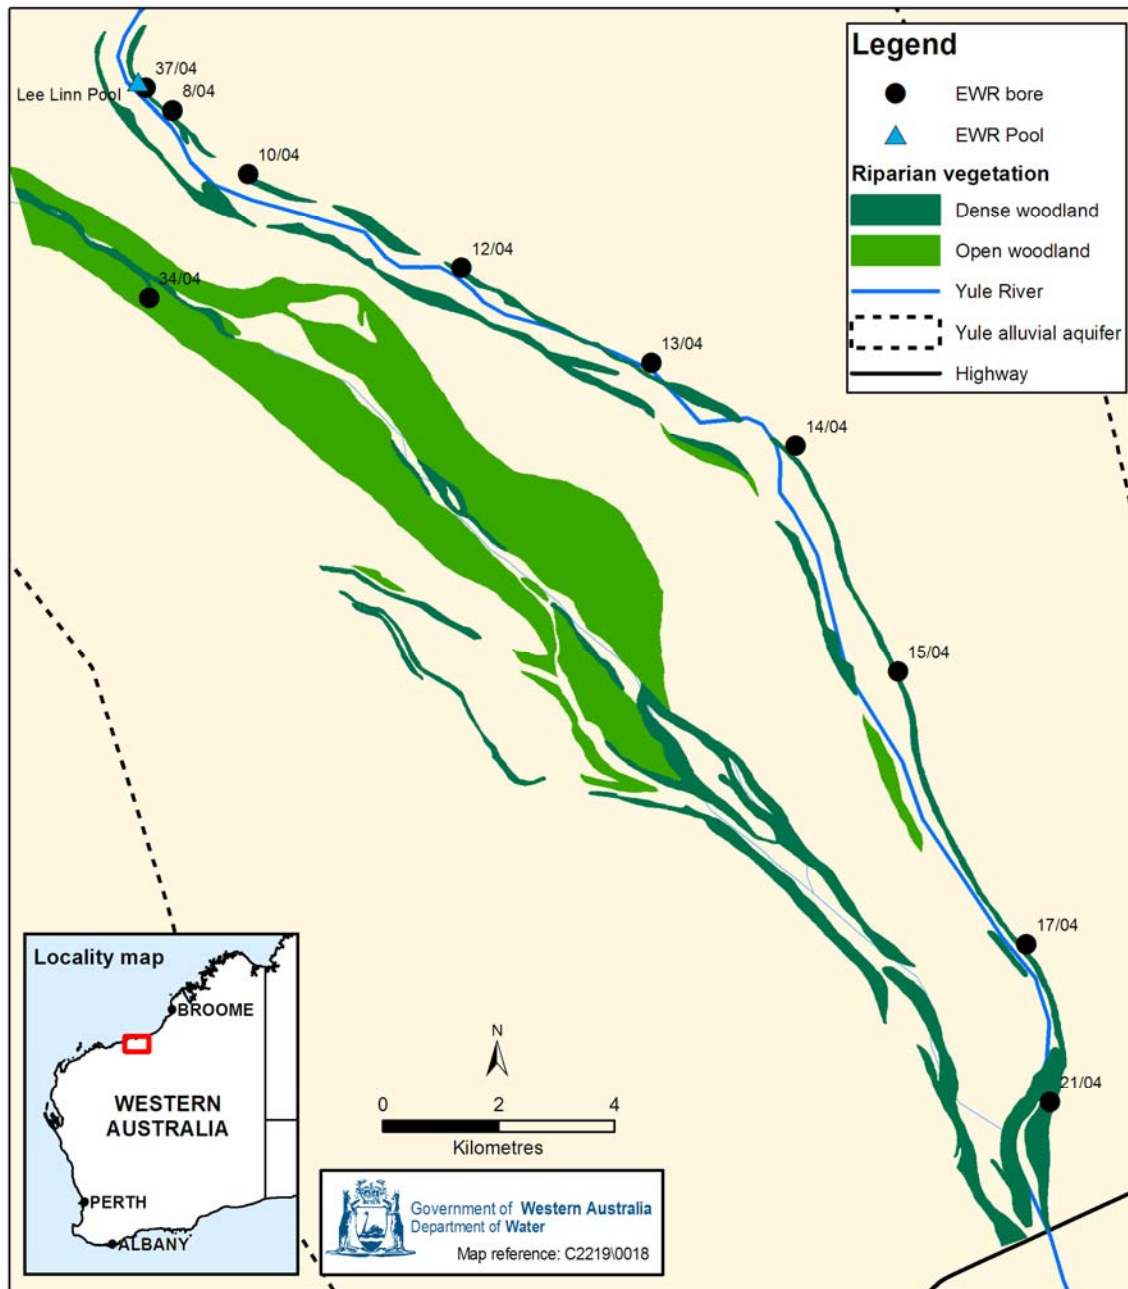 37/04
Lee Linn Pool
8/04
10/04
12/04
34/04
13/04
14/04
15/04
17/04
21/04
Legend
EWR bore
EWR Pool
Riparian vegetation
Dense woodland
Open woodland
Yule River
Yule alluvial aquifer
Highway
Locality map
BROOME
WESTERN
AUSTRALIA
PERTH
ALBANY
N
0 2 4
Kilometres
Government of Western Australia
Department of Water
Map reference: C2219\0018